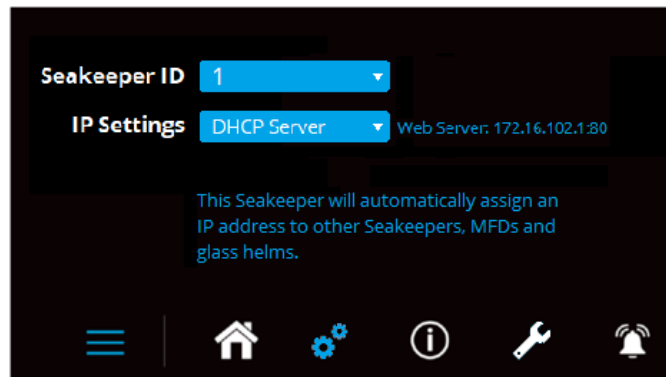 Seakeeper ID 1
IP Settings DHCP Server Web Server: 172.16.102.1:80
This Seakeeper will automatically assign an
IP address to other Seakeepers, MFDs and
glass helms.